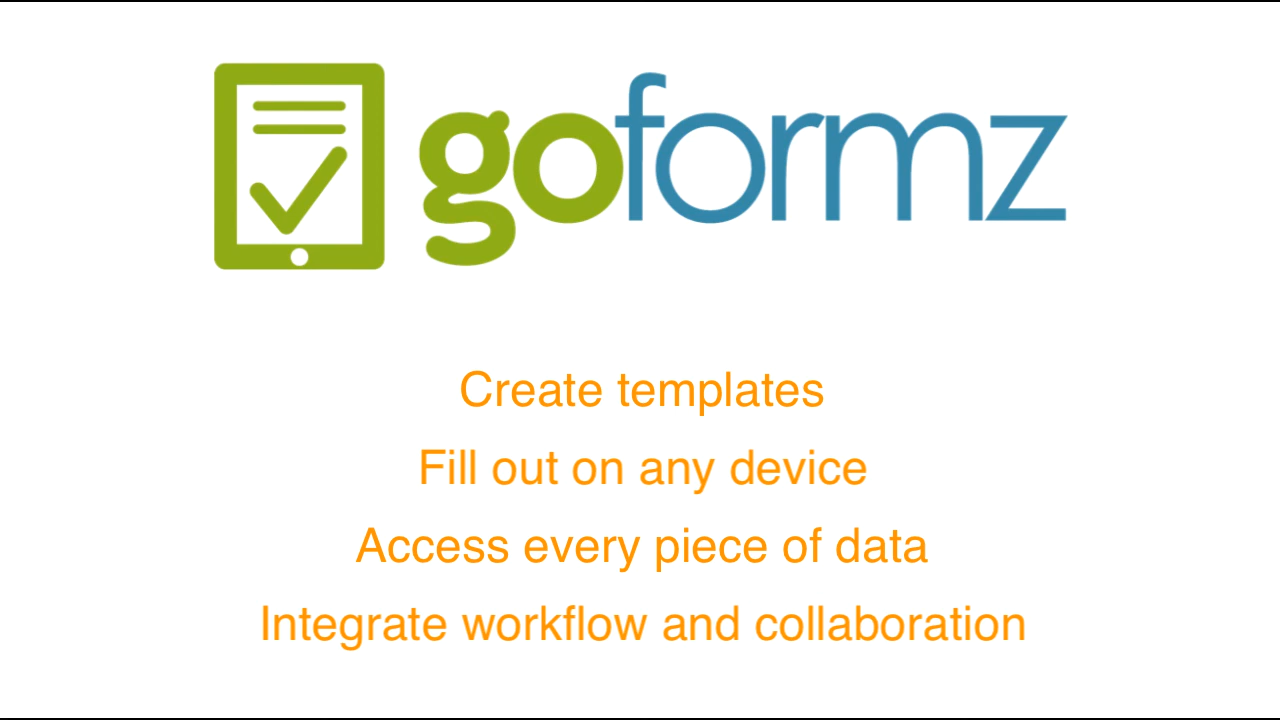 goformz
Create templates
Fill out on any device
Access every piece of data
Integrate workflow and collaboration